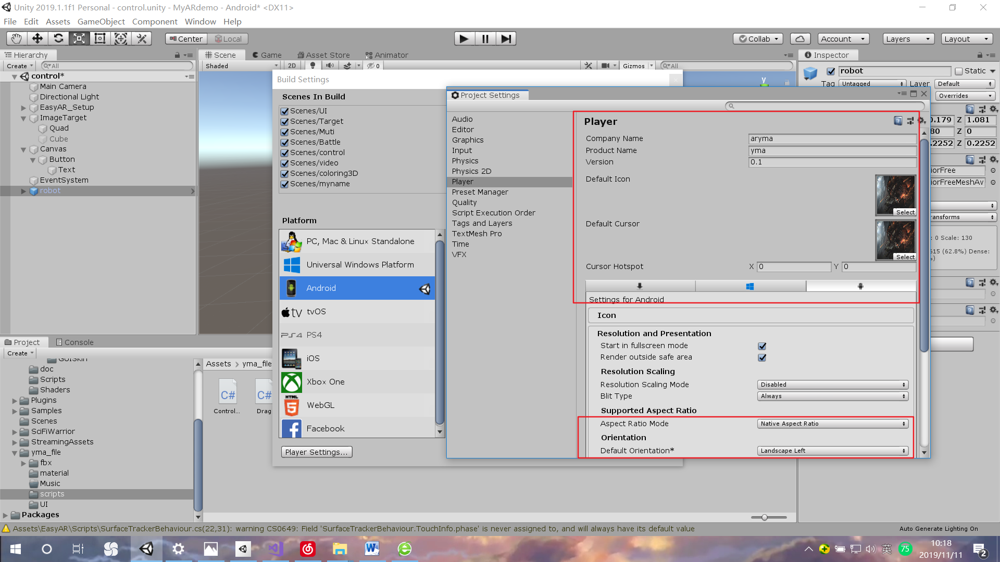 Unity 2019.1.1f1 Personal - control.unity - MyARdemo - Android* <DX11>
File Edit Assets GameObject Component Window Help
Center Local
Collab Account Layers Layout
Hierarchy
Create All
control*
Main Camera
Directional Light
EasyAR_Setup
ImageTarget
Quad
Cube
Canvas
Button
Text
EventSystem
robot
Scene Game Asset Store Animator
Shaded 2D 0 Gizmos All
y
Build Settings
Scenes In Build
Scenes/UI
Scenes/Target
Scenes/Muti
Scenes/Battle
Scenes/control
Scenes/video
Scenes/coloring3D
Scenes/myname
Platform
PC, Mac & Linux Standalone
Universal Windows Platform
Android
tvOS
PS4
iOS
Xbox One
WebGL
Facebook
Player Settings...
Project Settings
Audio
Editor
Graphics
Input
Physics
Physics 2D
Player
Preset Manager
Quality
Script Execution Order
Tags and Layers
TextMesh Pro
Time
VFX
Player
Company Name aryma
Product Name yma
Version 0.1
Default Icon
Select
Default Cursor
Select
Cursor Hotspot X 0 Y 0
Settings for Android
Icon
Resolution and Presentation
Start in fullscreen mode
Render outside safe area
Resolution Scaling
Resolution Scaling Mode Disabled
Blit Type Always
Supported Aspect Ratio
Aspect Ratio Mode Native Aspect Ratio
Orientation
Default Orientation* Landscape Left
Inspector
robot Static
Tag Untagged Layer Default
Overrides
0.179 Z 1.081
80 Z 0
.2252 Z 0.2252
iorFree
iorFreeMeshAv
ansforms
: 0 Scale: 130
615 (62.8%) Dense:
Project Console
Create
GUISkin
doc
Scripts
Shaders
Plugins
Samples
Scenes
SciFiWarrior
StreamingAssets
yma_file
fbx
material
Music
scripts
UI
Packages
Assets > yma_file
C# C#
Control... Drag
Assets\EasyAR\Scripts\SurfaceTrackerBehaviour.cs(22,31): warning CS0649: Field 'SurfaceTrackerBehaviour.TouchInfo.phase' is never assigned to, and will always have its default value
Auto Generate Lighting On
英 75
10:18
2019/11/11
2